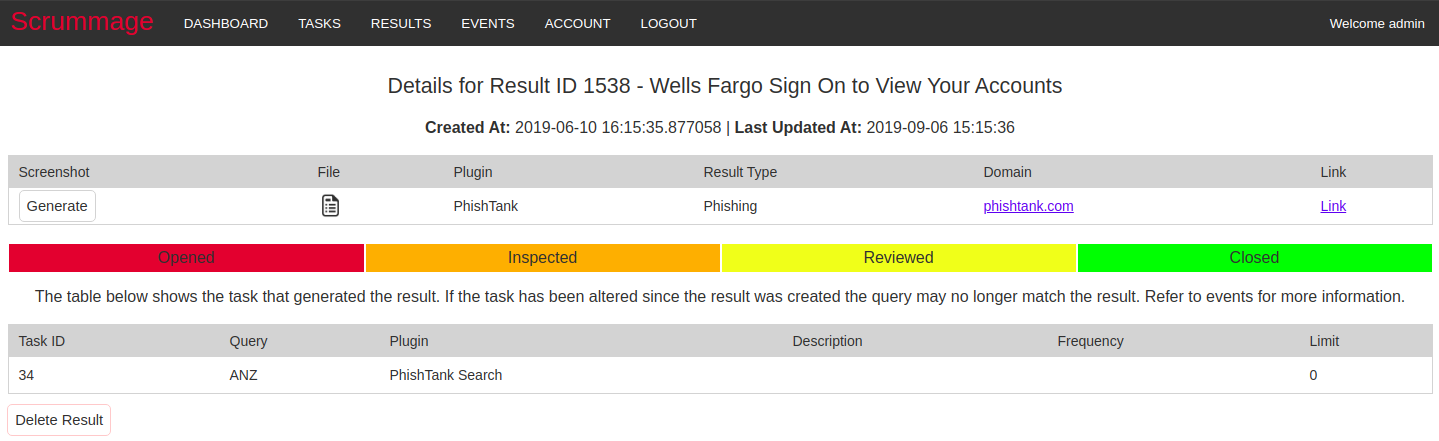 Scrummage DASHBOARD TASKS RESULTS EVENTS ACCOUNT LOGOUT Welcome admin
Details for Result ID 1538 - Wells Fargo Sign On to View Your Accounts
Created At: 2019-06-10 16:15:35.877058 | Last Updated At: 2019-09-06 15:15:36
Screenshot File Plugin Result Type Domain Link
Generate PhishTank Phishing phishtank.com Link
Opened Inspected Reviewed Closed
The table below shows the task that generated the result. If the task has been altered since the result was created the query may no longer match the result. Refer to events for more information.
Task ID Query Plugin Description Frequency Limit
34 ANZ PhishTank Search 0
Delete Result